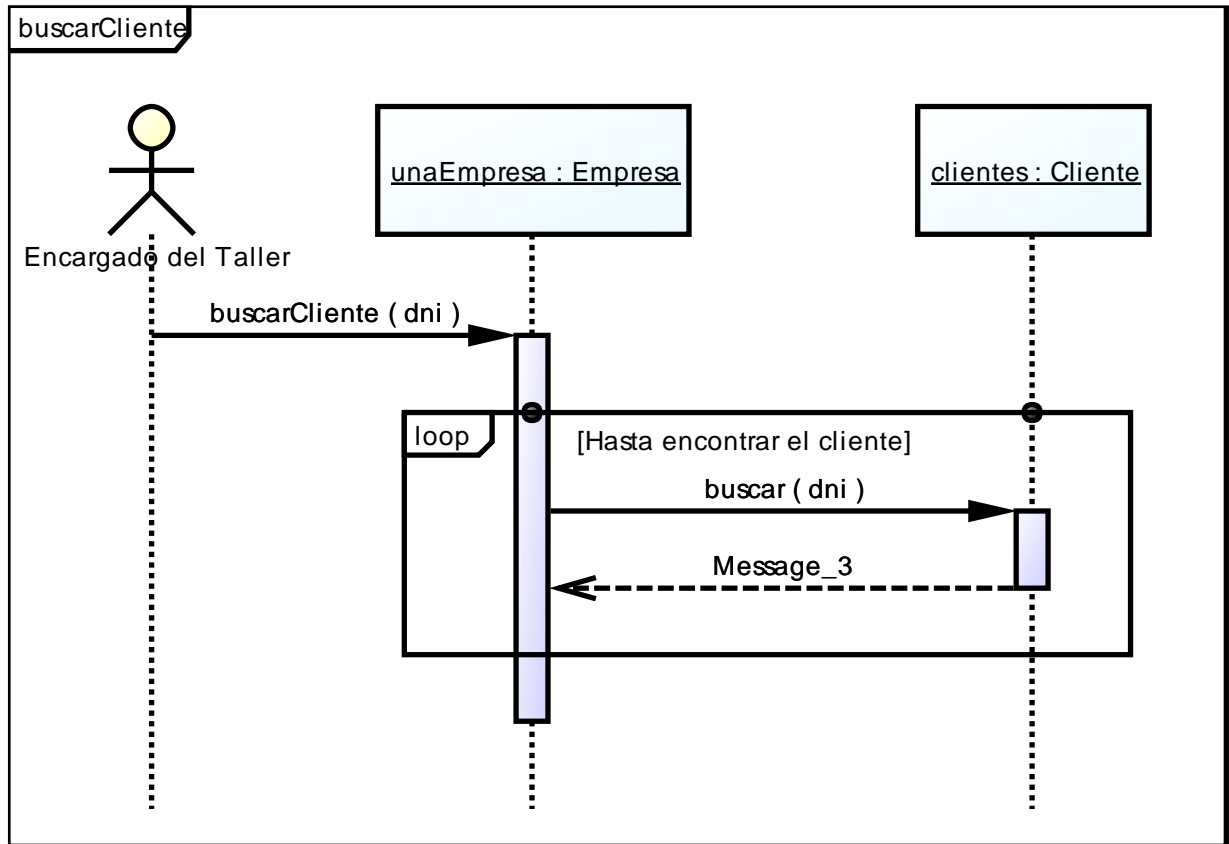 buscarCliente
unaEmpresa : Empresa
clientes : Cliente
Encargado del Taller
buscarCliente ( dni )
loop
[Hasta encontrar el cliente]
buscar ( dni )
Message_3